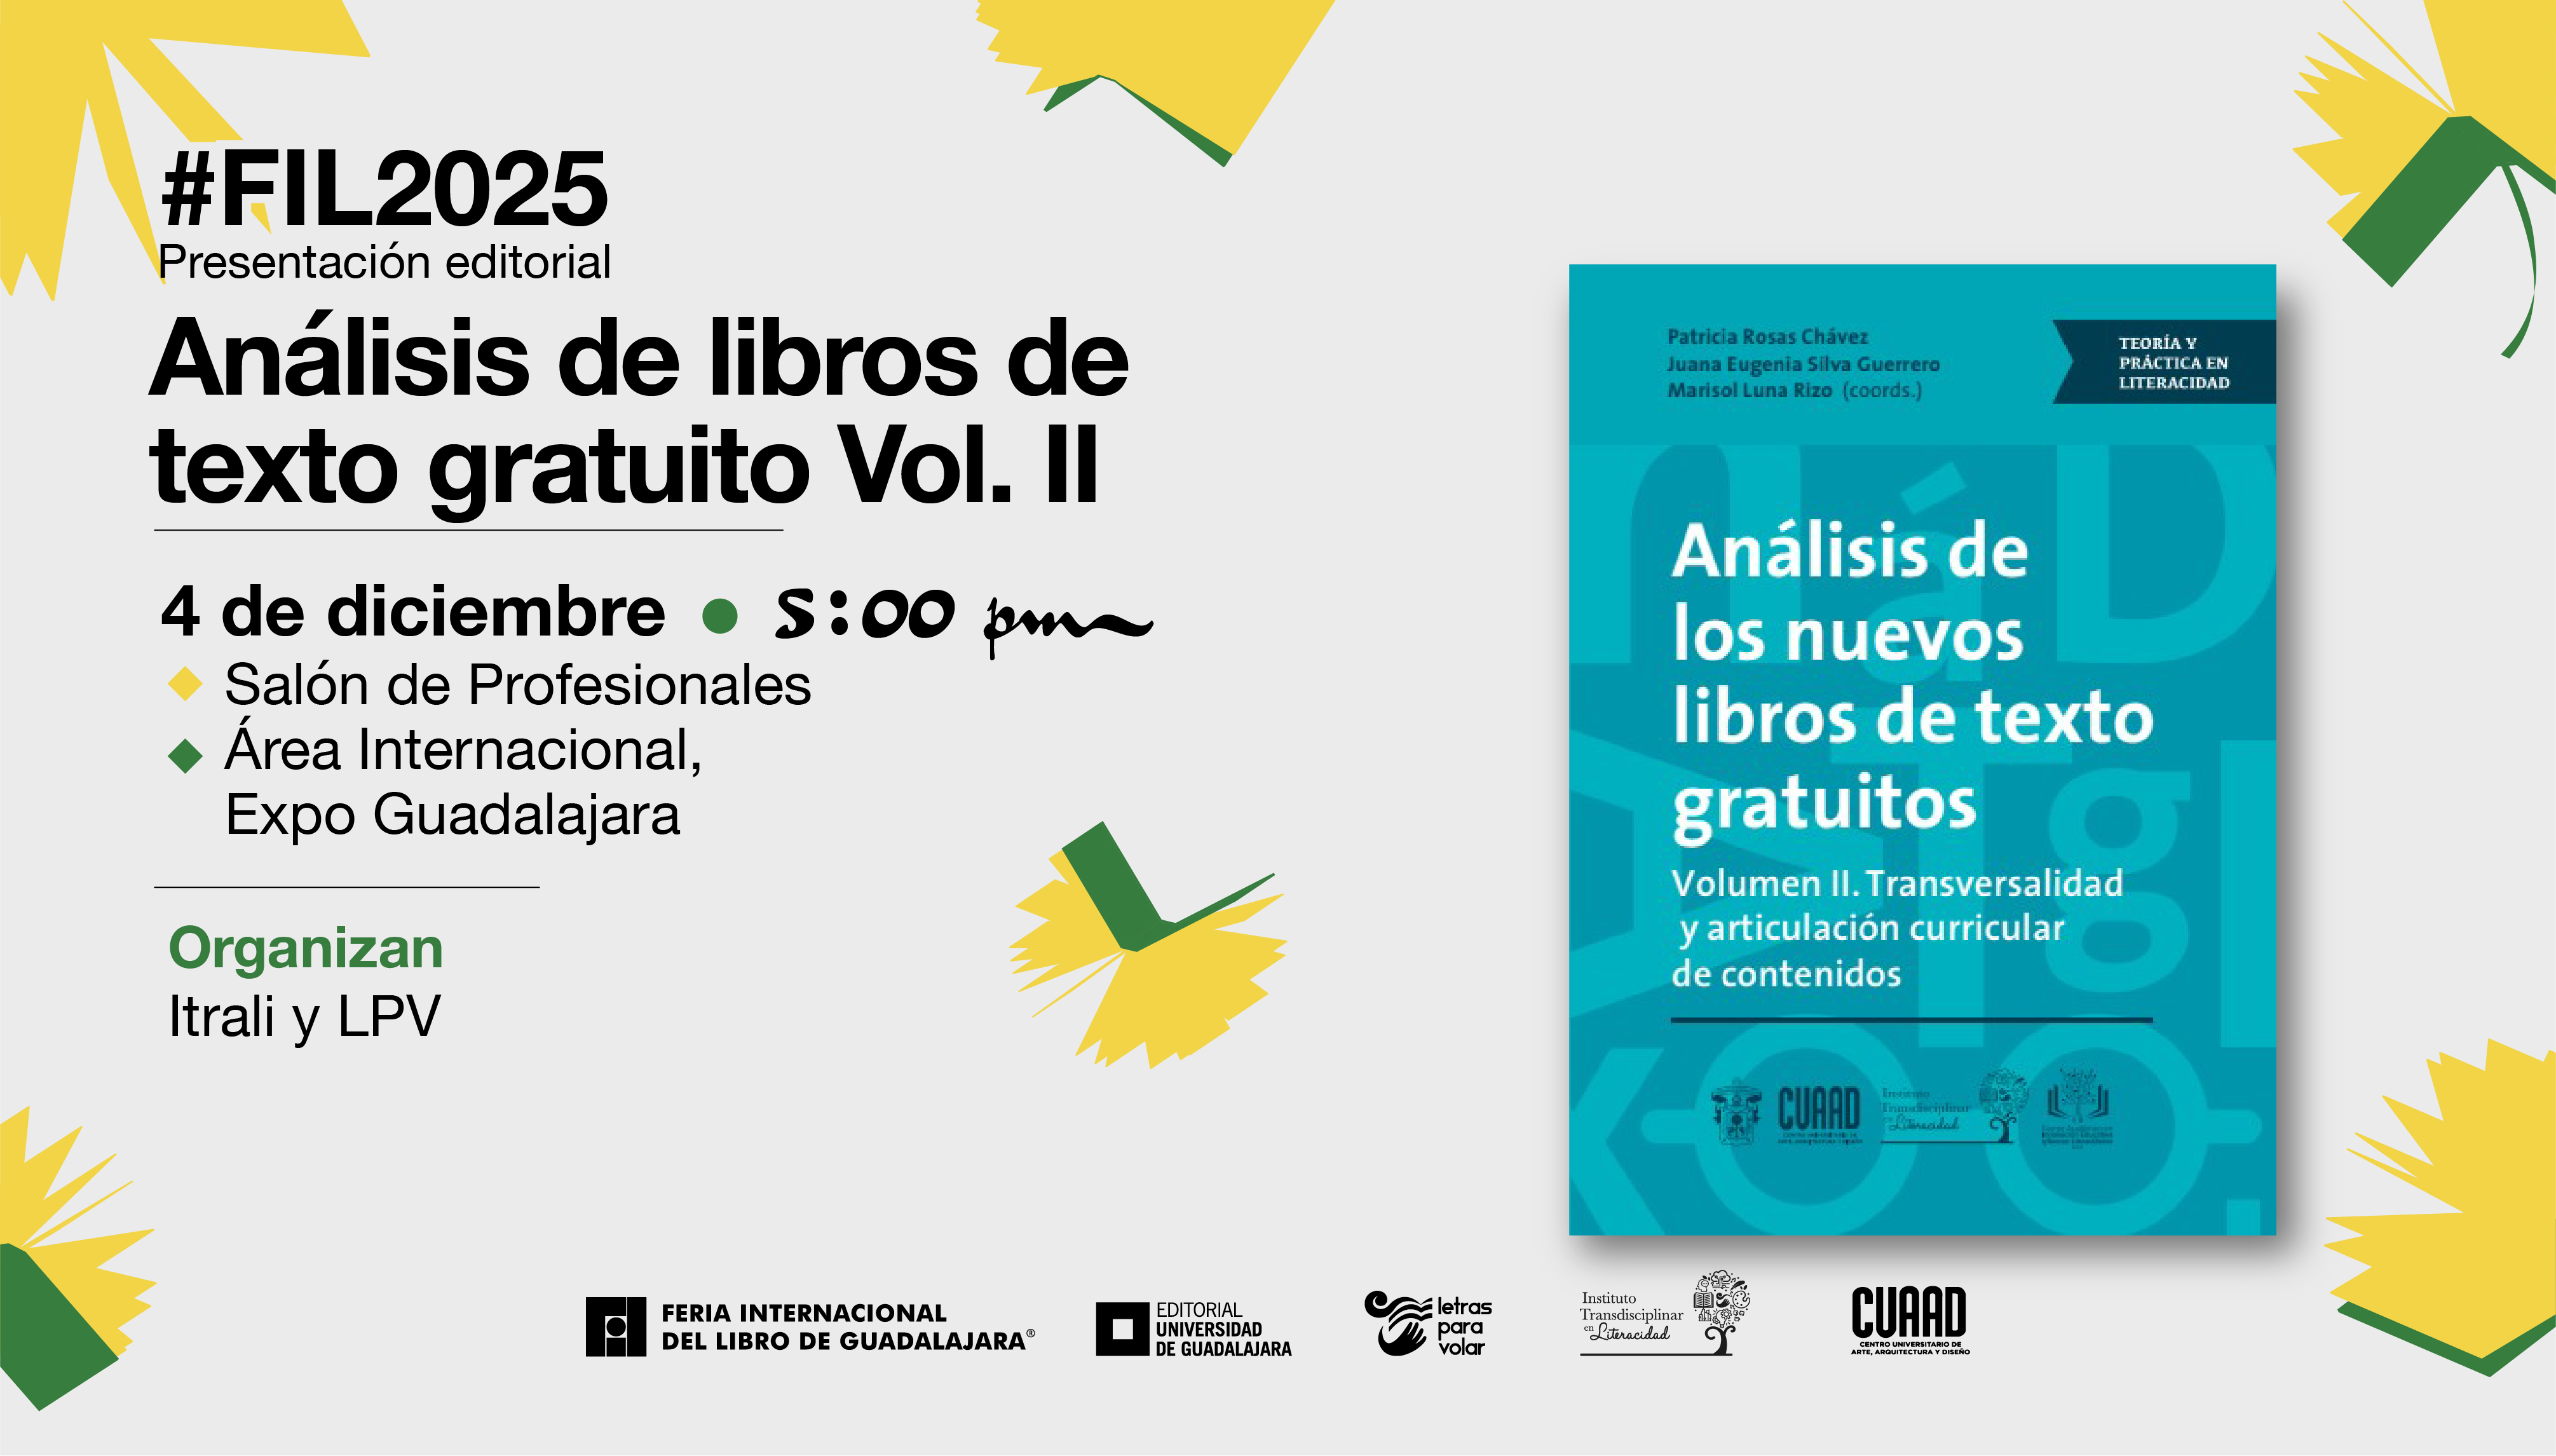 #FIL2025
Presentación editorial
Análisis de libros de
texto gratuito Vol. II
4 de diciembre
5:00 pm
Salón de Profesionales
Área Internacional,
Expo Guadalajara
Organizan
Itrali y LPV
Patricia Rosas Chávez
Juana Eugenia Silva Guerrero
Marisol Luna Rizo (coords.)
TEORÍA Y
PRÁCTICA EN
LITERACIDAD
Análisis de
los nuevos
libros de texto
gratuitos
Volumen II. Transversalidad
y articulación curricular
de contenidos
CUAAD
Instituto
Transdisciplinar
en Literacidad
FERIA INTERNACIONAL
DEL LIBRO DE GUADALAJARA®
EDITORIAL
UNIVERSIDAD
DE GUADALAJARA
letras
para
volar
Instituto
Transdisciplinar
en Literacidad
CUAAD
CENTRO UNIVERSITARIO DE
ARTE, ARQUITECTURA Y DISEÑO